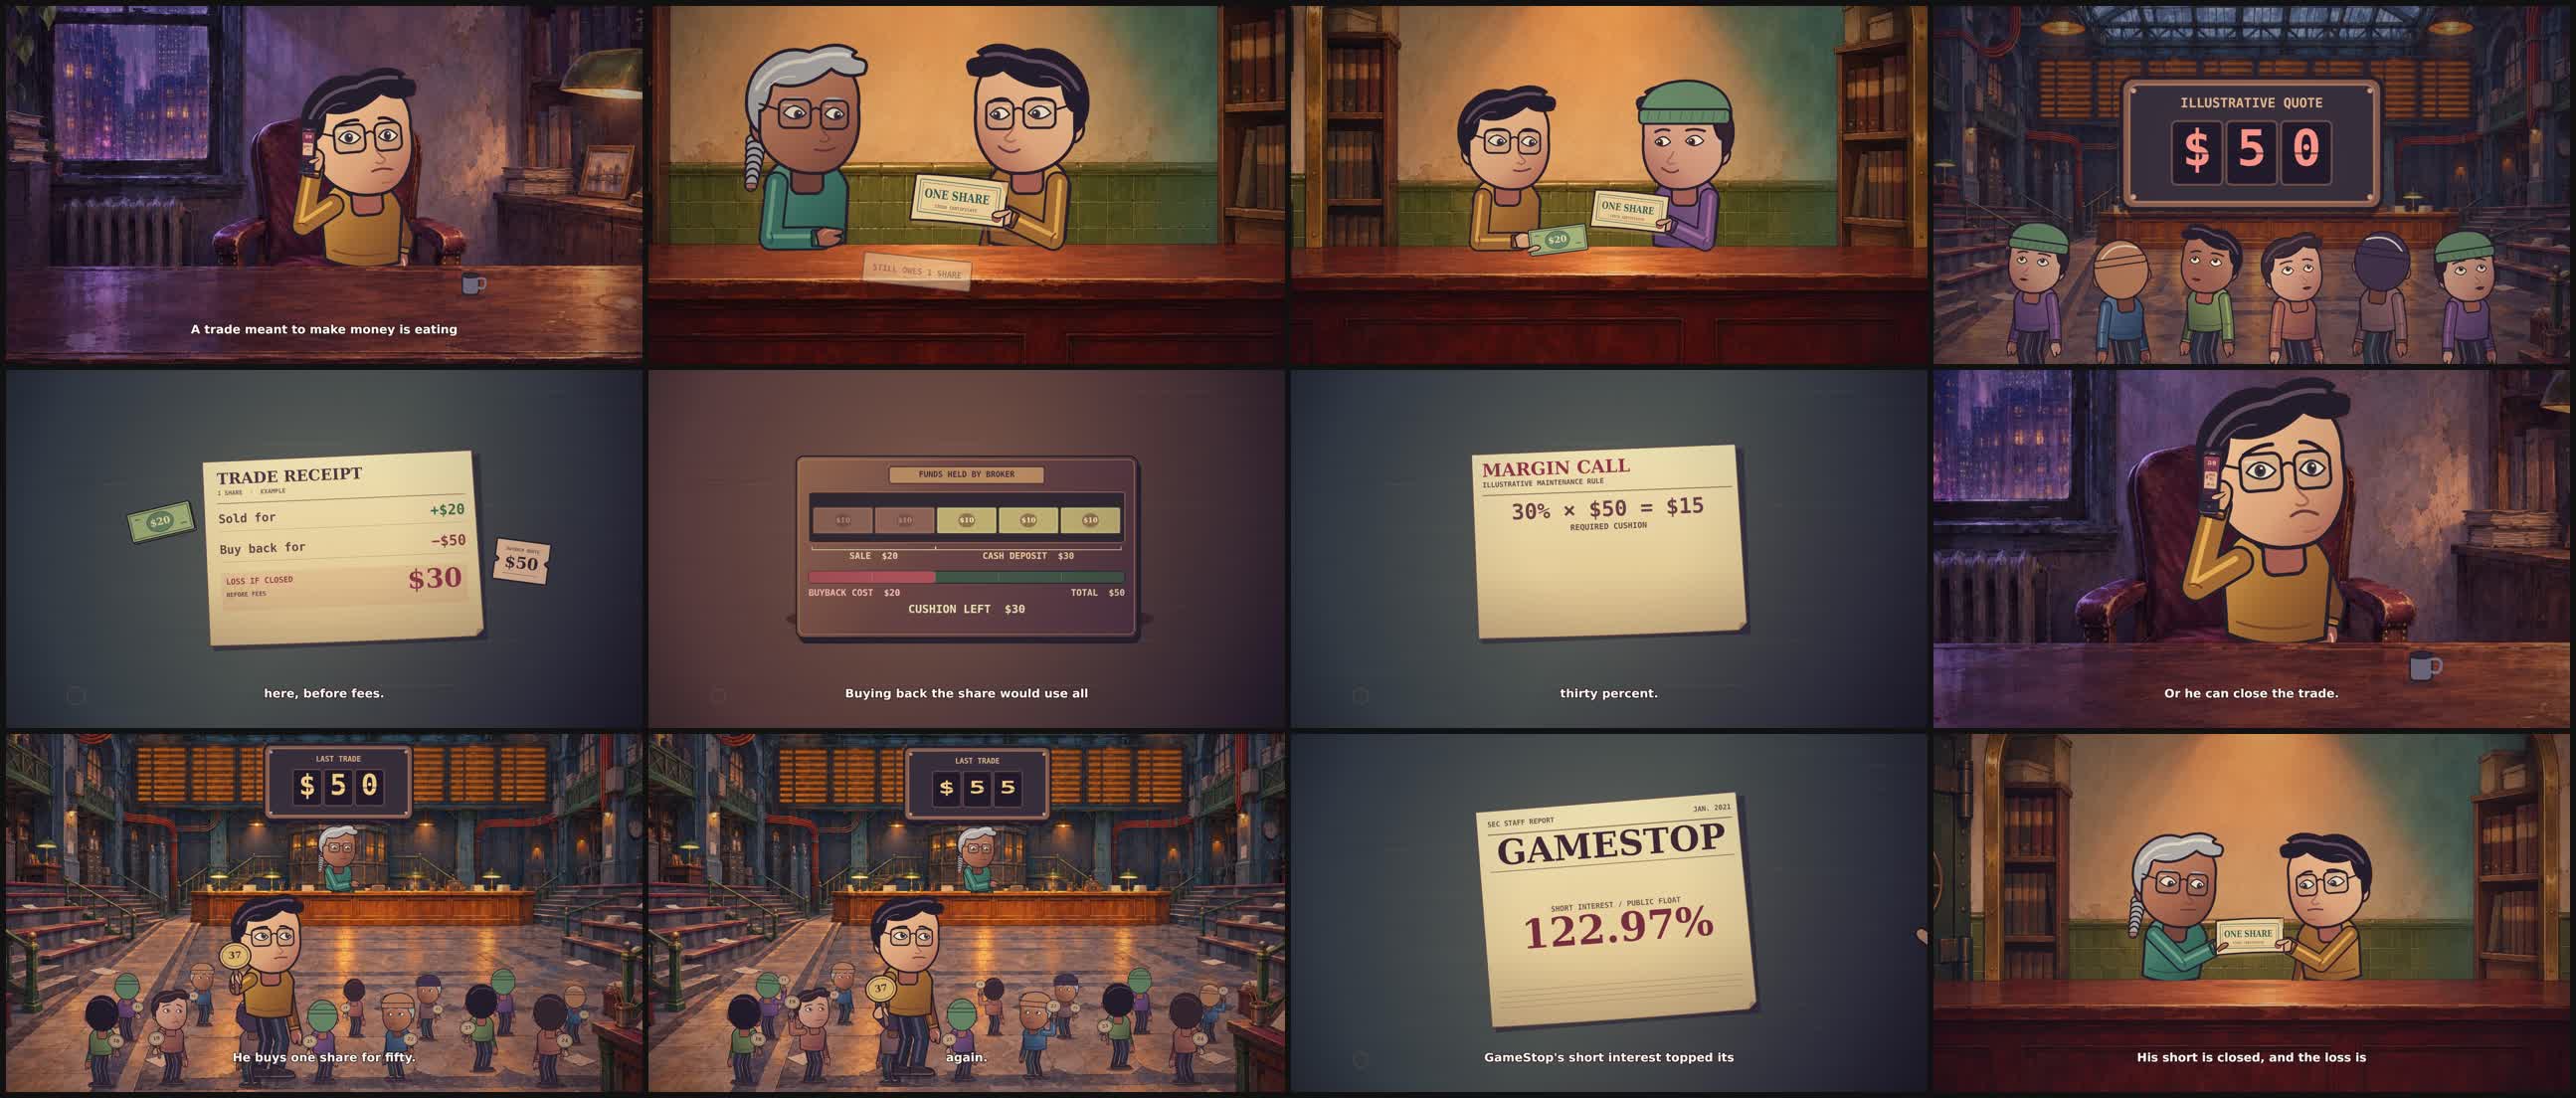 A trade meant to make money is eating
ONE SHARE
STILL OWES 1 SHARE
ONE SHARE
$20
ILLUSTRATIVE QUOTE
$50
TRADE RECEIPT
1 SHARE EXAMPLE
Sold for +$20
Buy back for −$50
LOSS IF CLOSED $30
BEFORE FEES
$20
$50
here, before fees.
FUNDS HELD BY BROKER
$10 $10 $10 $10 $10
SALE $20 CASH DEPOSIT $30
BUYBACK COST $20 TOTAL $50
CUSHION LEFT $30
Buying back the share would use all
MARGIN CALL
ILLUSTRATIVE MAINTENANCE RULE
30% × $50 = $15
REQUIRED CUSHION
thirty percent.
Or he can close the trade.
LAST TRADE
$50
37
He buys one share for fifty.
LAST TRADE
$55
37
again.
SEC STAFF REPORT JAN. 2021
GAMESTOP
SHORT INTEREST / PUBLIC FLOAT
122.97%
GameStop's short interest topped its
ONE SHARE
His short is closed, and the loss is